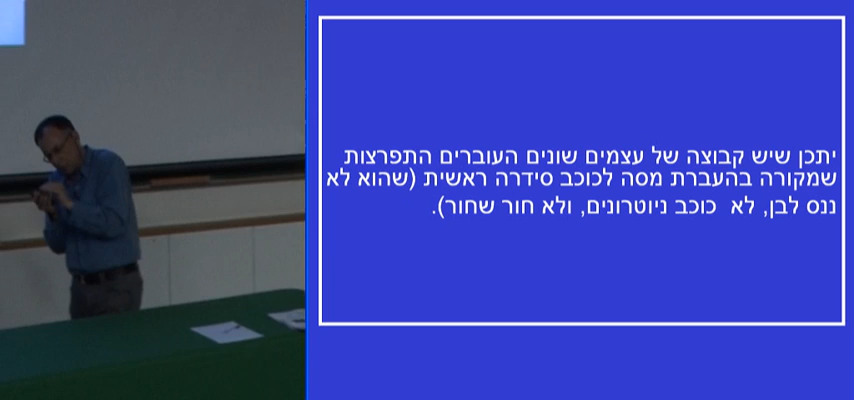 יתכן שיש קבוצה של עצמים שונים העוברים התפרצות
שמקורה בהעברת מסה לכוכב סידרה ראשית (שהוא לא
ננס לבן, לא  כוכב ניוטרונים, ולא חור שחור).